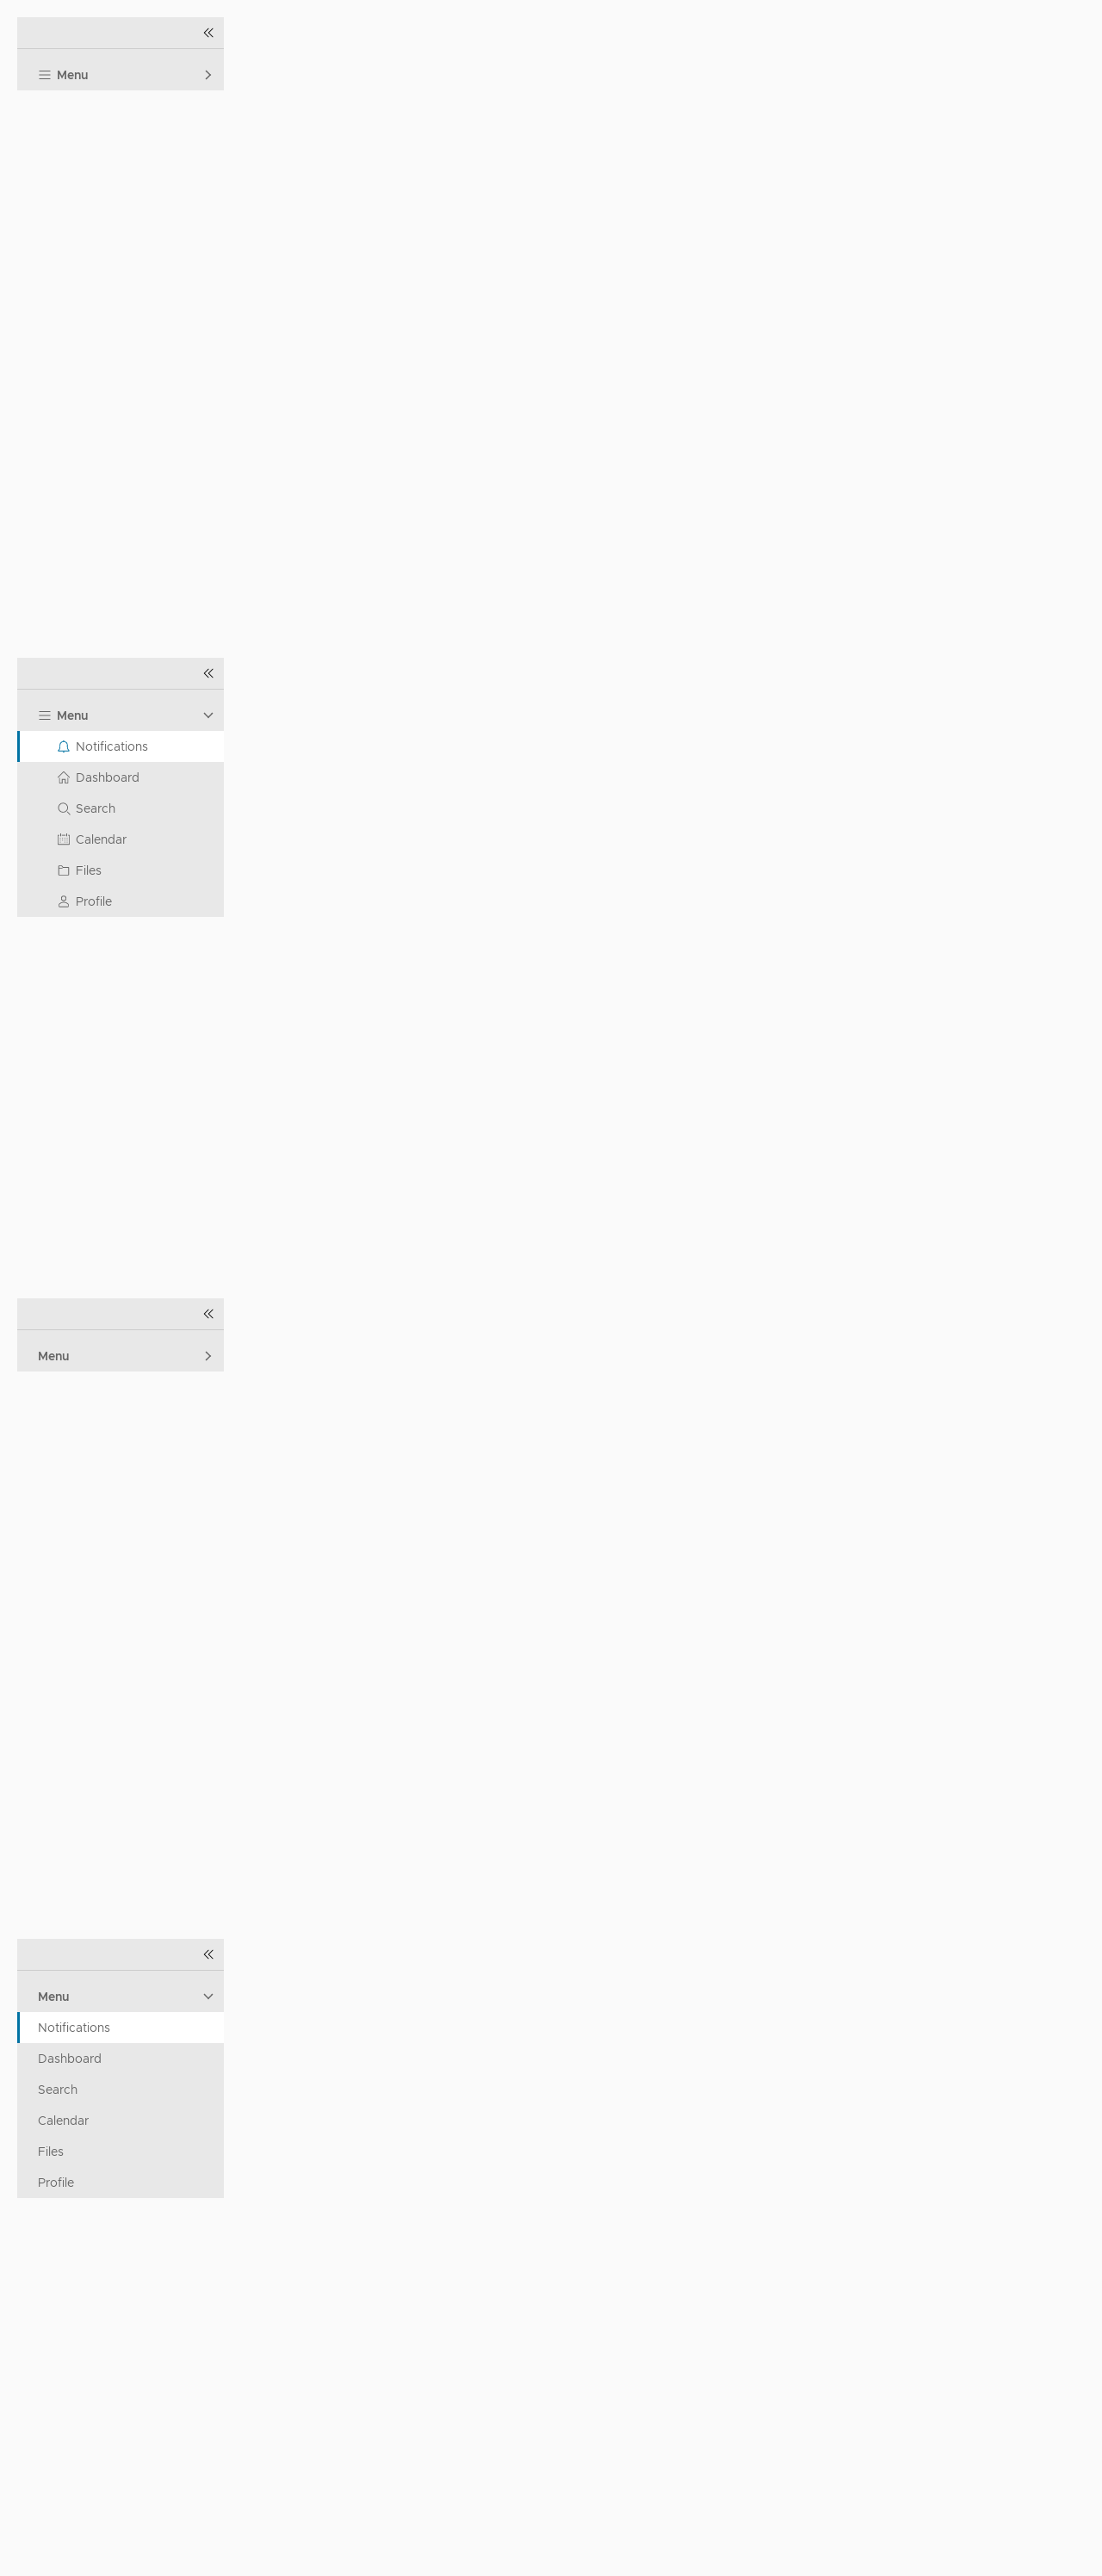 Menu
Menu
Notifications
Dashboard
Search
Calendar
Files
Profile
Menu
Menu
Notifications
Dashboard
Search
Calendar
Files
Profile